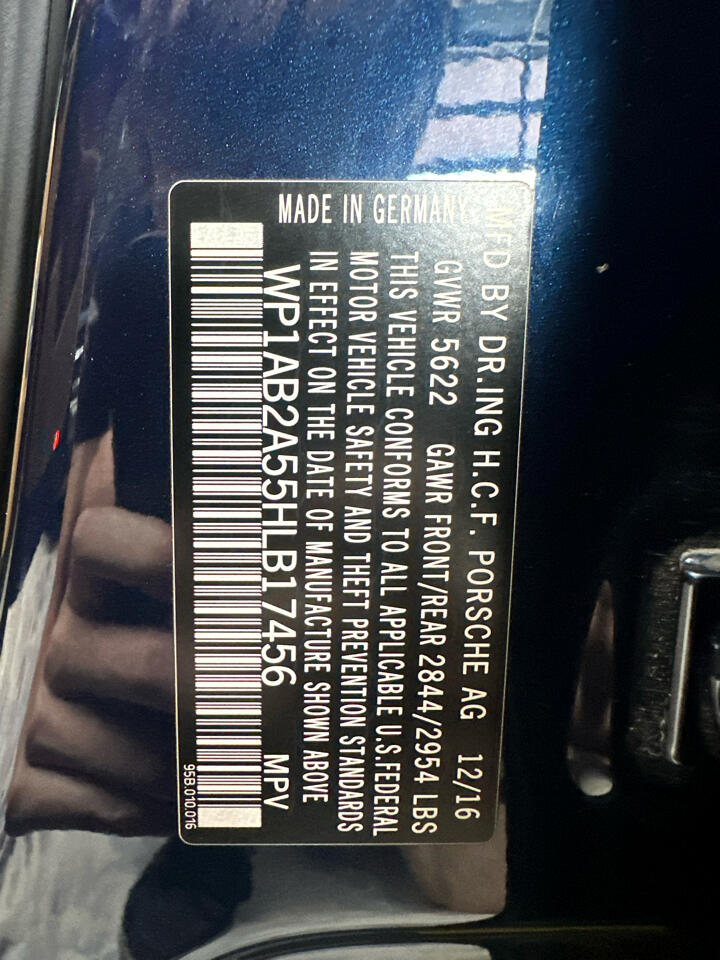 MFD BY DR.ING H.C.F. PORSCHE AG 12/16
MADE IN GERMANY
GVWR 5622 GAWR FRONT/REAR 2844/2954 LBS
THIS VEHICLE CONFORMS TO ALL APPLICABLE U.S.FEDERAL
MOTOR VEHICLE SAFETY AND THEFT PREVENTION STANDARDS
IN EFFECT ON THE DATE OF MANUFACTURE SHOWN ABOVE
WP1AB2A55HLB17456 MPV
95B.010.016